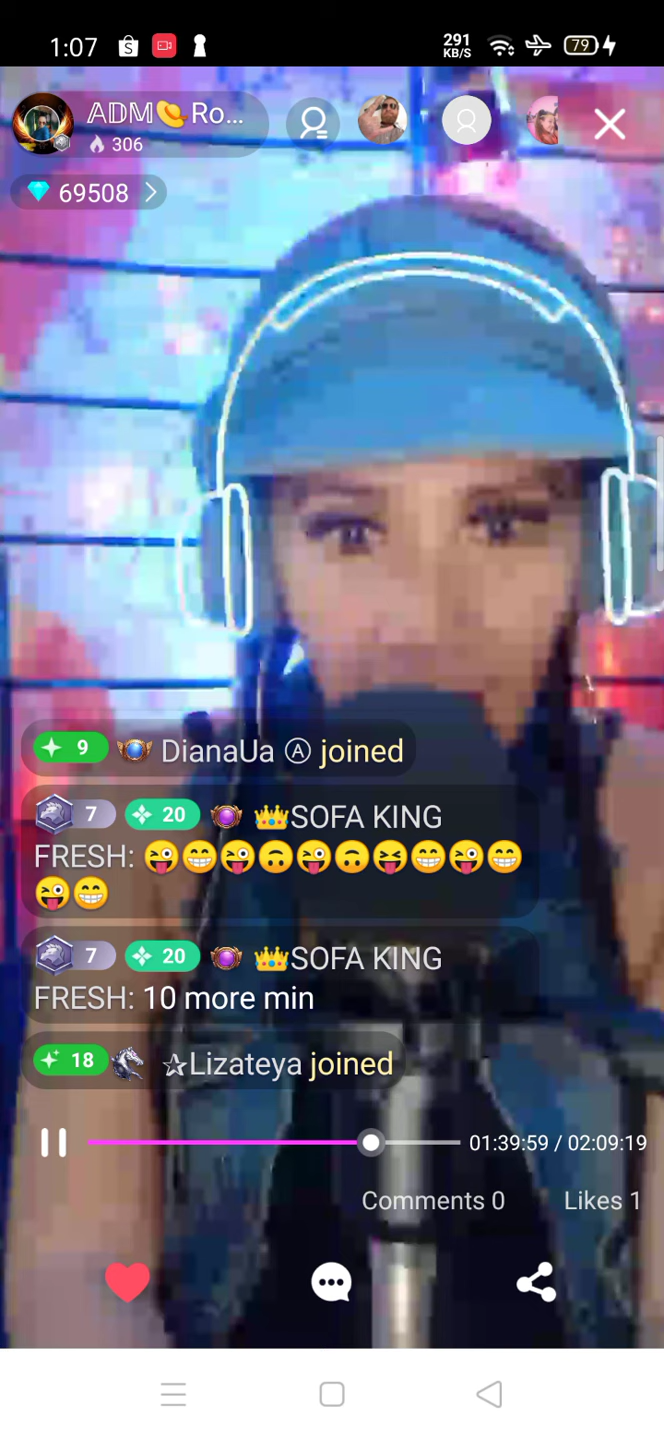 1:07
291
KB/S
79
𝔸𝔻𝕄👒Ro...
306
69508
9 DianaUa Ⓐ joined
7 20 👑SOFA KING
FRESH: 😜😁😜🙃😜🙃😝😁😜😁
😜😁
7 20 👑SOFA KING
FRESH: 10 more min
18 ✰Lizateya joined
01:39:59 / 02:09:19
Comments 0 Likes 1